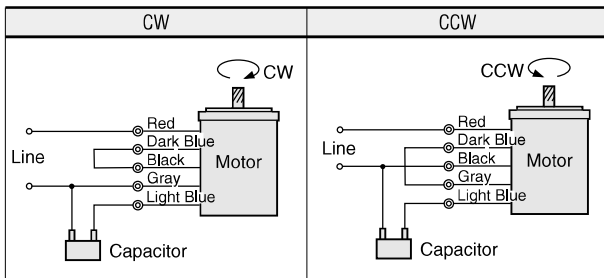 CW
CCW
CW
Red
Dark Blue
Black
Gray
Light Blue
Line
Motor
Capacitor
CCW
Red
Dark Blue
Black
Gray
Light Blue
Line
Motor
Capacitor